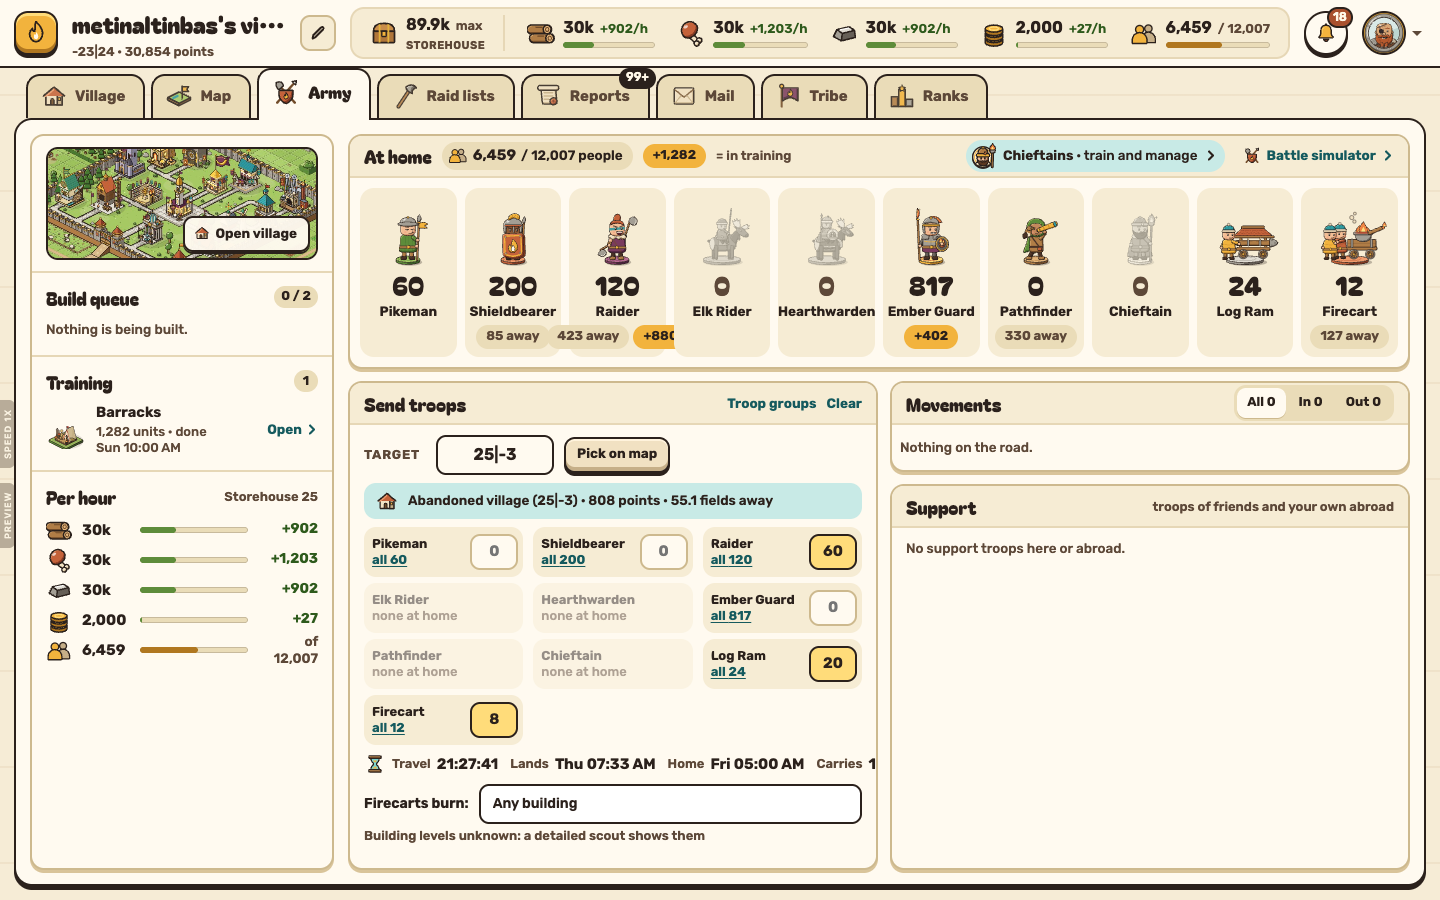 metinaltinbas's vi•••
-23|24 • 30,854 points
89.9k max
STOREHOUSE
30k +902/h
30k +1,203/h
30k +902/h
2,000 +27/h
6,459 / 12,007
18
Village
Map
Army
Raid lists
Reports
99+
Mail
Tribe
Ranks
SPEED 1X
PREVIEW
Open village
Build queue
0 / 2
Nothing is being built.
Training
1
Barracks
1,282 units • done
Sun 10:00 AM
Open
Per hour
Storehouse 25
30k +902
30k +1,203
30k +902
2,000 +27
6,459 of
12,007
At home
6,459 / 12,007 people
+1,282
= in training
Chieftains • train and manage
Battle simulator
60
Pikeman
200
Shieldbearer
85 away
120
Raider
423 away
+880
0
Elk Rider
0
Hearthwarden
817
Ember Guard
+402
0
Pathfinder
330 away
0
Chieftain
24
Log Ram
12
Firecart
127 away
Send troops
Troop groups
Clear
TARGET
25|-3
Pick on map
Abandoned village (25|-3) • 808 points • 55.1 fields away
Pikeman
all 60
0
Shieldbearer
all 200
0
Raider
all 120
60
Elk Rider
none at home
Hearthwarden
none at home
Ember Guard
all 817
0
Pathfinder
none at home
Chieftain
none at home
Log Ram
all 24
20
Firecart
all 12
8
Travel 21:27:41 Lands Thu 07:33 AM Home Fri 05:00 AM Carries 1
Firecarts burn:
Any building
Building levels unknown: a detailed scout shows them
Movements
All 0
In 0
Out 0
Nothing on the road.
Support
troops of friends and your own abroad
No support troops here or abroad.